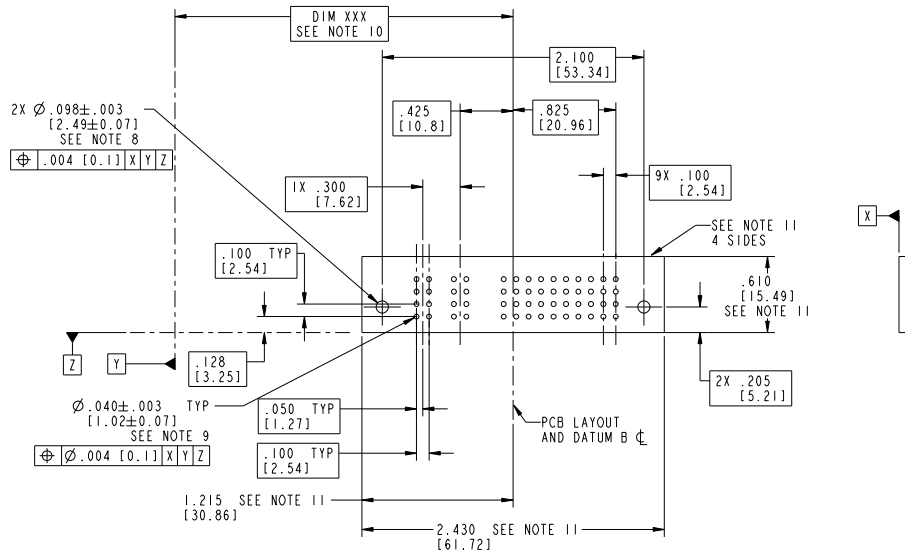 DIM XXX
SEE NOTE 10
2.100
[53.34]
.425
[10.8]
.825
[20.96]
2X Ø.098±.003
[2.49±0.07]
SEE NOTE 8
⌖ .004 [0.1] X Y Z
1X .300
[7.62]
9X .100
[2.54]
X
SEE NOTE 11
4 SIDES
.100 TYP
[2.54]
.610
[15.49]
SEE NOTE 11
Z
Y
.128
[3.25]
2X .205
[5.21]
Ø.040±.003 TYP
[1.02±0.07]
SEE NOTE 9
⌖ Ø.004 [0.1] X Y Z
.050 TYP
[1.27]
PCB LAYOUT
AND DATUM B ℄
.100 TYP
[2.54]
1.215 SEE NOTE 11
[30.86]
2.430 SEE NOTE 11
[61.72]